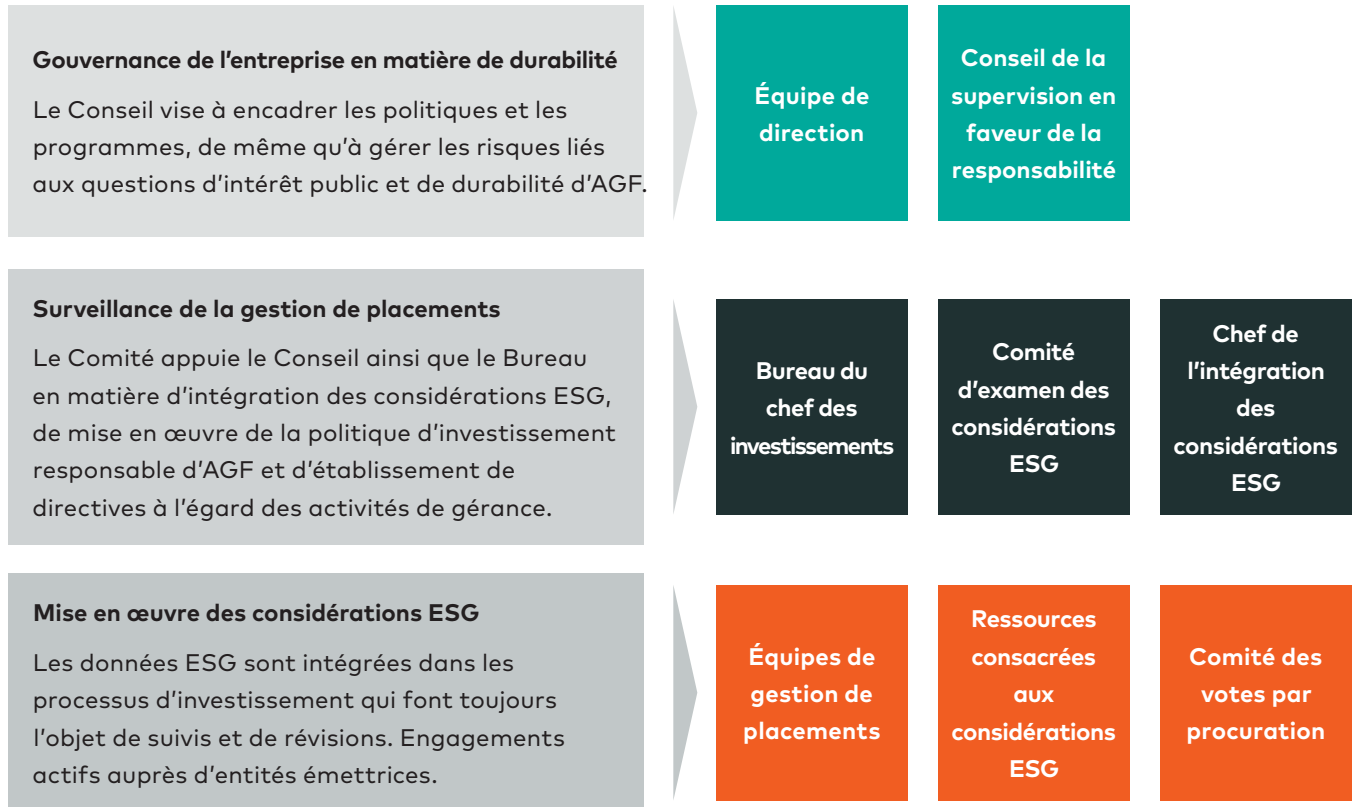 Gouvernance de l'entreprise en matière de durabilité
Le Conseil vise à encadrer les politiques et les
programmes, de même qu'à gérer les risques liés
aux questions d'intérêt public et de durabilité d'AGF.
Équipe de
direction
Conseil de la
supervision en
faveur de la
responsabilité
Surveillance de la gestion de placements
Le Comité appuie le Conseil ainsi que le Bureau
en matière d'intégration des considérations ESG,
de mise en œuvre de la politique d'investissement
responsable d'AGF et d'établissement de
directives à l'égard des activités de gérance.
Bureau du
chef des
investissements
Comité
d'examen des
considérations
ESG
Chef de
l'intégration
des
considérations
ESG
Mise en œuvre des considérations ESG
Les données ESG sont intégrées dans les
processus d'investissement qui font toujours
l'objet de suivis et de révisions. Engagements
actifs auprès d'entités émettrices.
Équipes de
gestion de
placements
Ressources
consacrées
aux
considérations
ESG
Comité des
votes par
procuration